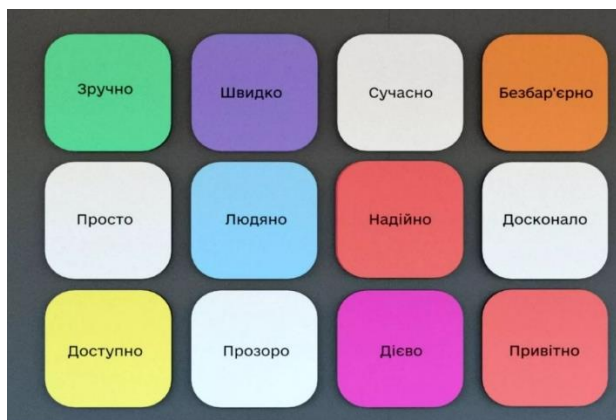 Зручно
Швидко
Сучасно
Безбар'єрно
Просто
Людяно
Надійно
Досконало
Доступно
Прозоро
Дієво
Привітно